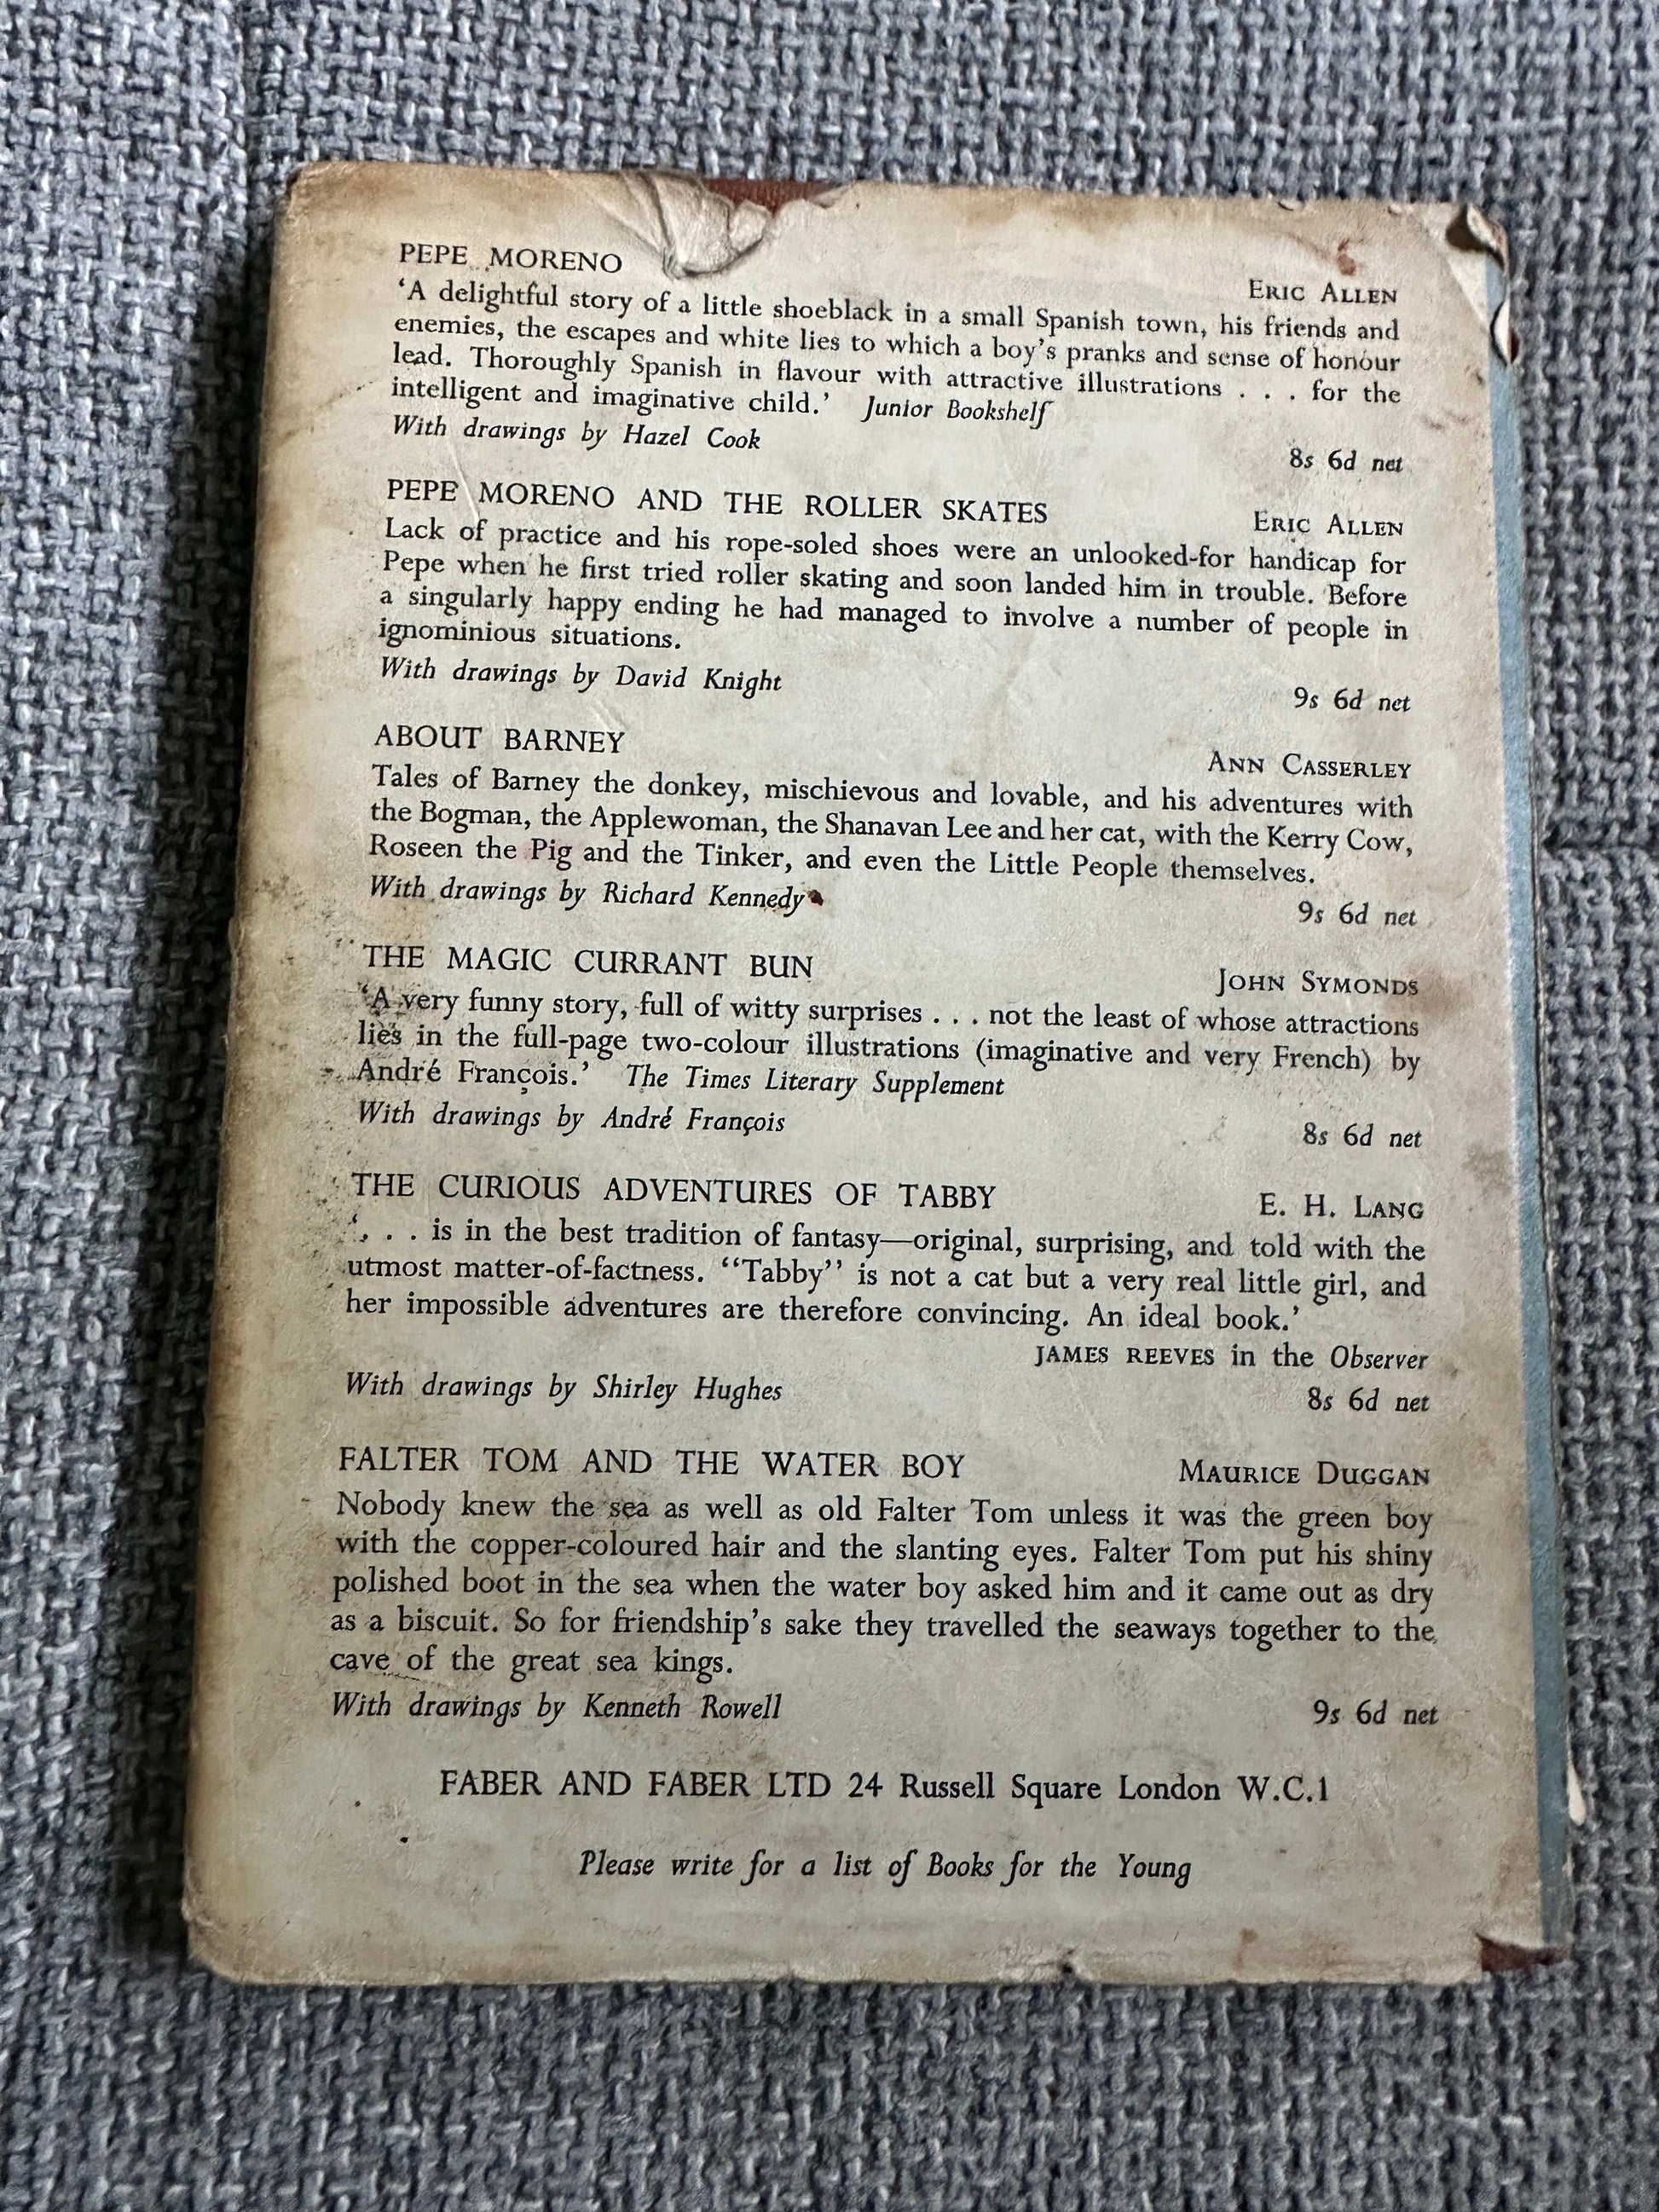 PEPE MORENO
ERIC ALLEN
‘A delightful story of a little shoeblack in a small Spanish town, his friends and
enemies, the escapes and white lies to which a boy’s pranks and sense of honour
lead. Thoroughly Spanish in flavour with attractive illustrations . . . for the
intelligent and imaginative child.’ Junior Bookshelf
With drawings by Hazel Cook
8s 6d net
PEPE MORENO AND THE ROLLER SKATES
ERIC ALLEN
Lack of practice and his rope-soled shoes were an unlooked-for handicap for
Pepe when he first tried roller skating and soon landed him in trouble. Before
a singularly happy ending he had managed to involve a number of people in
ignominious situations.
With drawings by David Knight
9s 6d net
ABOUT BARNEY
ANN CASSERLEY
Tales of Barney the donkey, mischievous and lovable, and his adventures with
the Bogman, the Applewoman, the Shanavan Lee and her cat, with the Kerry Cow,
Roseen the Pig and the Tinker, and even the Little People themselves.
With drawings by Richard Kennedy
9s 6d net
THE MAGIC CURRANT BUN
JOHN SYMONDS
‘A very funny story, full of witty surprises . . . not the least of whose attractions
lies in the full-page two-colour illustrations (imaginative and very French) by
André François.’ The Times Literary Supplement
With drawings by André François
8s 6d net
THE CURIOUS ADVENTURES OF TABBY
E. H. LANG
‘. . . is in the best tradition of fantasy—original, surprising, and told with the
utmost matter-of-factness. “Tabby” is not a cat but a very real little girl, and
her impossible adventures are therefore convincing. An ideal book.’
JAMES REEVES in the Observer
With drawings by Shirley Hughes
8s 6d net
FALTER TOM AND THE WATER BOY
MAURICE DUGGAN
Nobody knew the sea as well as old Falter Tom unless it was the green boy
with the copper-coloured hair and the slanting eyes. Falter Tom put his shiny
polished boot in the sea when the water boy asked him and it came out as dry
as a biscuit. So for friendship’s sake they travelled the seaways together to the
cave of the great sea kings.
With drawings by Kenneth Rowell
9s 6d net
FABER AND FABER LTD 24 Russell Square London W.C.1
Please write for a list of Books for the Young